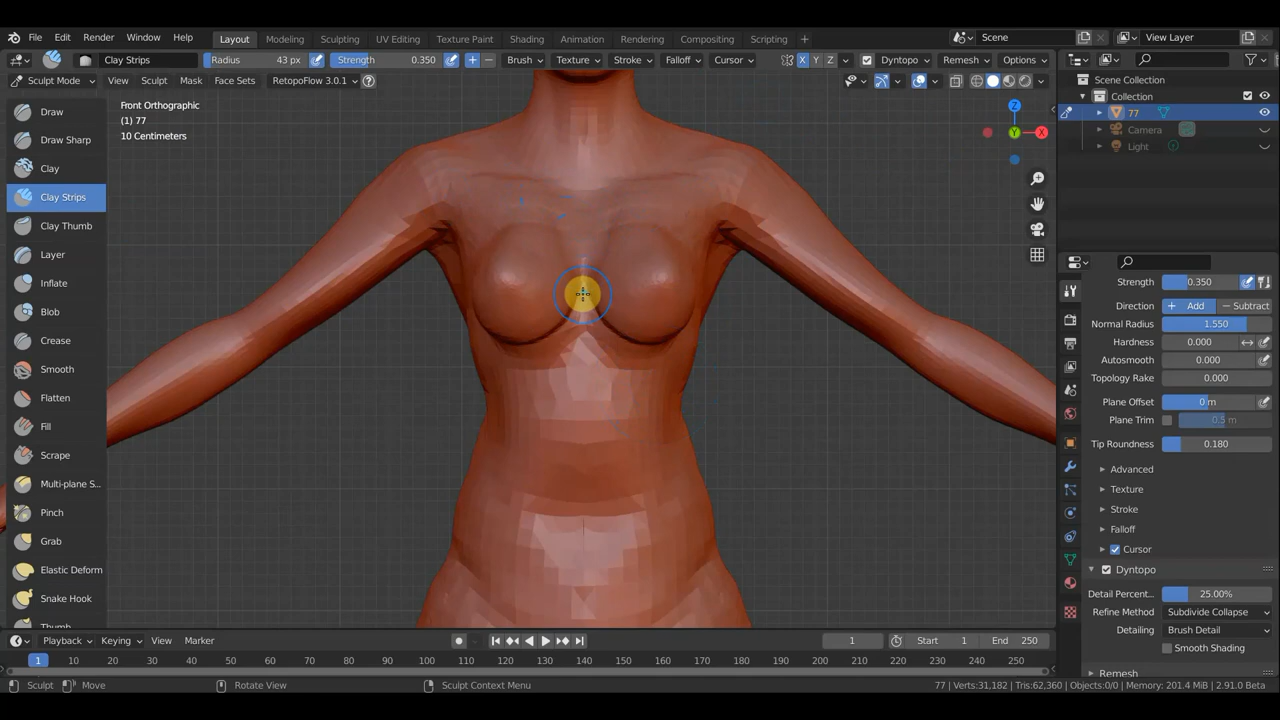 File Edit Render Window Help Layout Modeling Sculpting UV Editing Texture Paint Shading Animation Rendering Compositing Scripting + Scene View Layer
Clay Strips Radius 43 px Strength 0.350 + − Brush Texture Stroke Falloff Cursor X Y Z Dyntopo Remesh Options
Sculpt Mode View Sculpt Mask Face Sets RetopoFlow 3.0.1 ?
Front Orthographic
(1) 77
10 Centimeters
Z
Y
X
Draw
Draw Sharp
Clay
Clay Strips
Clay Thumb
Layer
Inflate
Blob
Crease
Smooth
Flatten
Fill
Scrape
Multi-plane S...
Pinch
Grab
Elastic Deform
Snake Hook
Thumb
Scene Collection
Collection
77
Camera
Light
Strength 0.350
Direction + Add − Subtract
Normal Radius 1.550
Hardness 0.000
Autosmooth 0.000
Topology Rake 0.000
Plane Offset 0 m
Plane Trim 0.5 m
Tip Roundness 0.180
Advanced
Texture
Stroke
Falloff
Cursor
Dyntopo
Detail Percent.. 25.00%
Refine Method Subdivide Collapse
Detailing Brush Detail
Smooth Shading
Remesh
Playback Keying View Marker 1 Start 1 End 250
1 10 20 30 40 50 60 70 80 90 100 110 120 130 140 150 160 170 180 190 200 210 220 230 240 250
Sculpt Move Rotate View Sculpt Context Menu 77 | Verts:31,182 | Tris:62,360 | Objects:0/0 | Memory: 201.4 MiB | 2.91.0 Beta